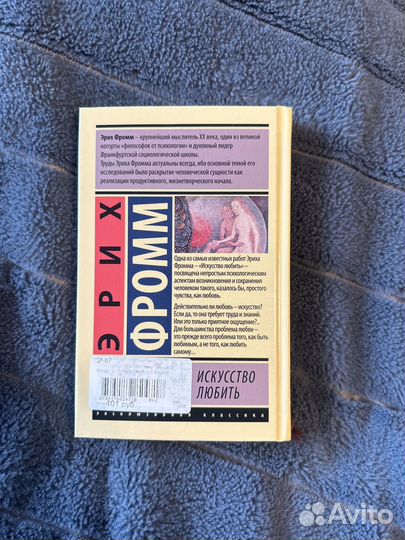 Эрих Фромм – крупнейший мыслитель XX века, один из великой
когорты «философов от психологии» и духовный лидер
Франкфуртской социологической школы.
Труды Эриха Фромма актуальны всегда, ибо основной темой его
исследований было раскрытие человеческой сущности как
реализации продуктивного, жизнетворческого начала.
ЭРИХ
ФРОММ
Одна из самых известных работ Эриха
Фромма – «Искусство любить» –
посвящена непростым психологическим
аспектам возникновения и сохранения
человеком такого, казалось бы, простого
чувства, как любовь.
Действительно ли любовь – искусство?
Если да, то она требует труда и знаний.
Или это только приятное ощущение?..
Для большинства проблема любви –
это прежде всего проблема того, как быть
любимым, а не того, как любить
самому...
401 руб
ИСКУССТВО
ЛЮБИТЬ
ЭКСКЛЮЗИВНАЯ КЛАССИКА
Avito